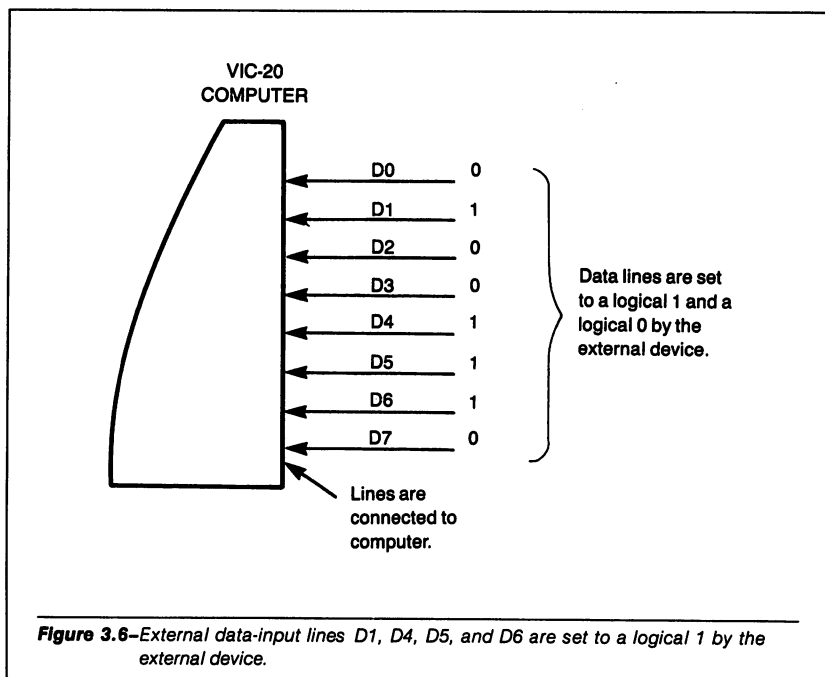 VIC-20
COMPUTER
D0 0
D1 1
D2 0
D3 0
D4 1
D5 1
D6 1
D7 0
Data lines are set
to a logical 1 and a
logical 0 by the
external device.
Lines are
connected to
computer.
Figure 3.6–External data-input lines D1, D4, D5, and D6 are set to a logical 1 by the
external device.